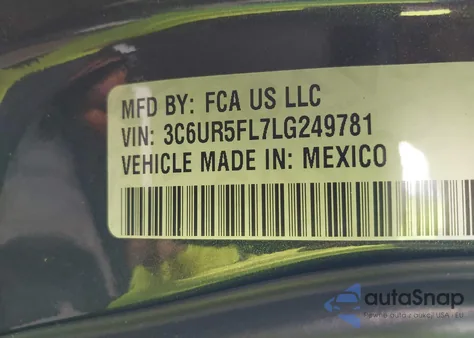 MFD BY: FCA US LLC
VIN: 3C6UR5FL7LG249781
VEHICLE MADE IN: MEXICO
autoSnap